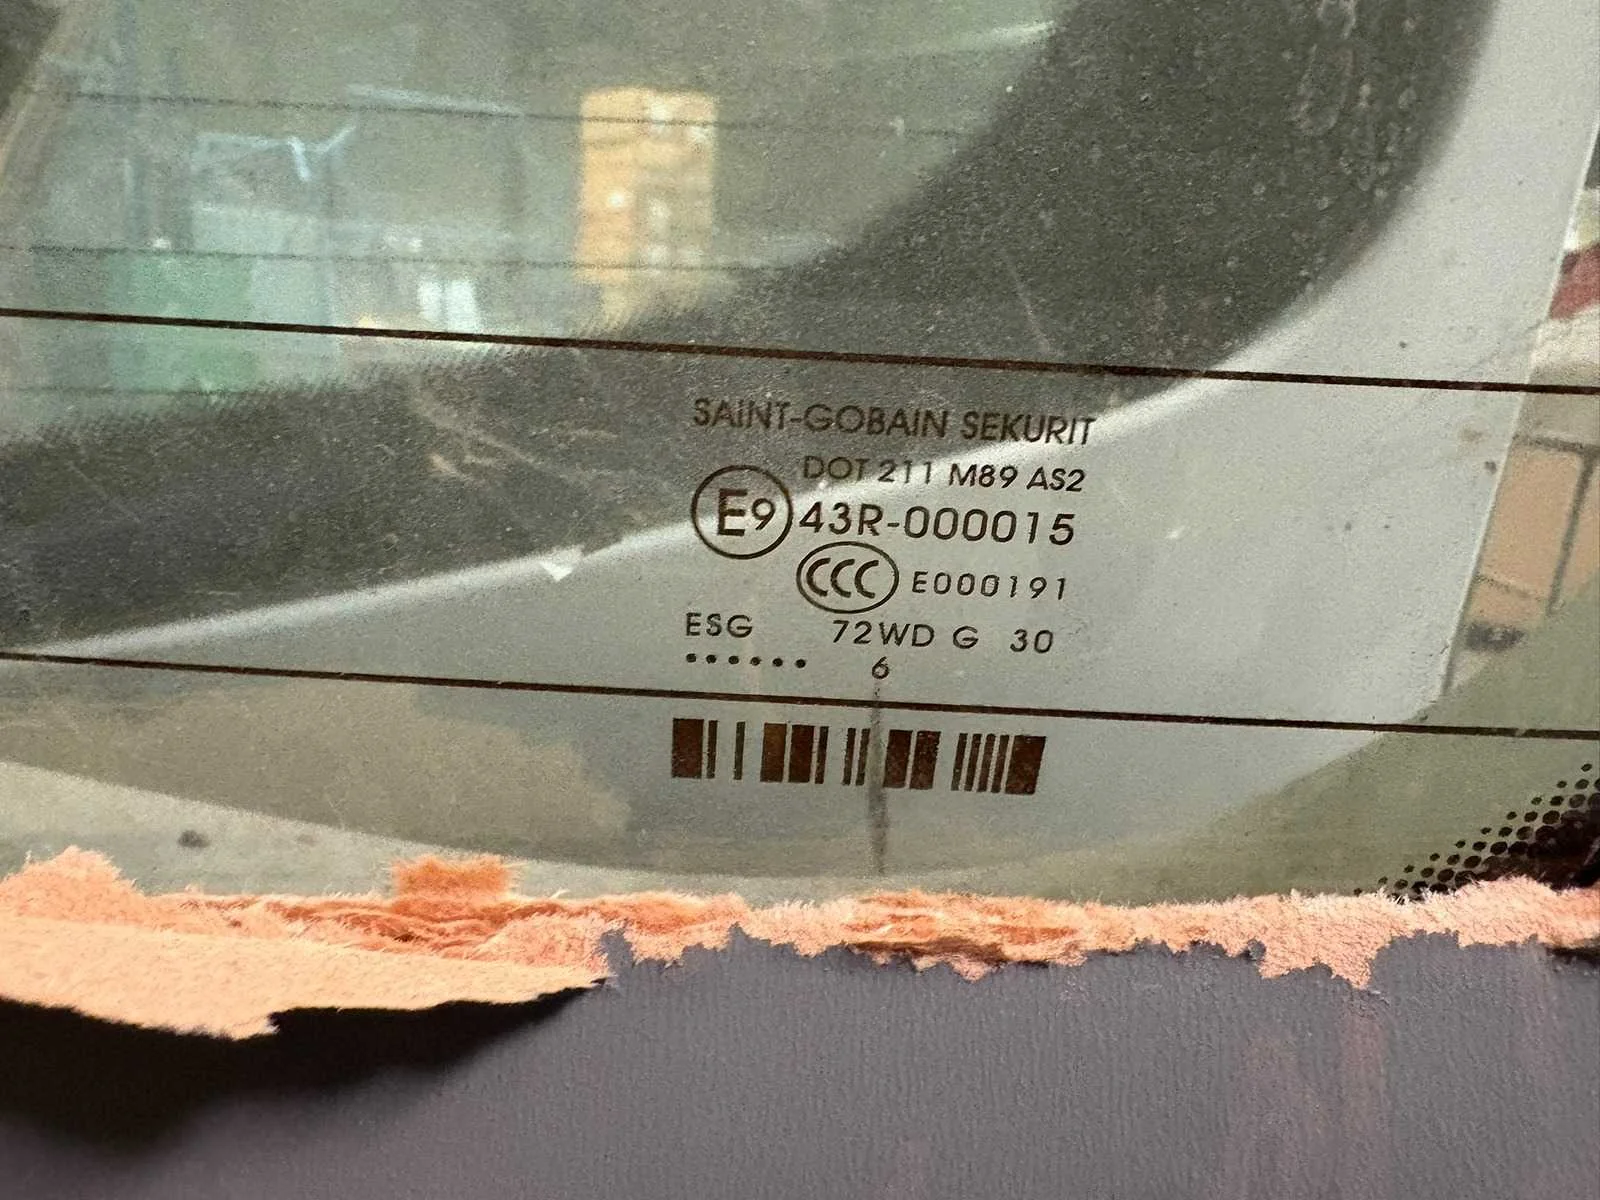 SAINT-GOBAIN SEKURIT
DOT 211 M89 AS2
E9 43R-000015
CCC E000191
ESG 72WD G 30
...... 6